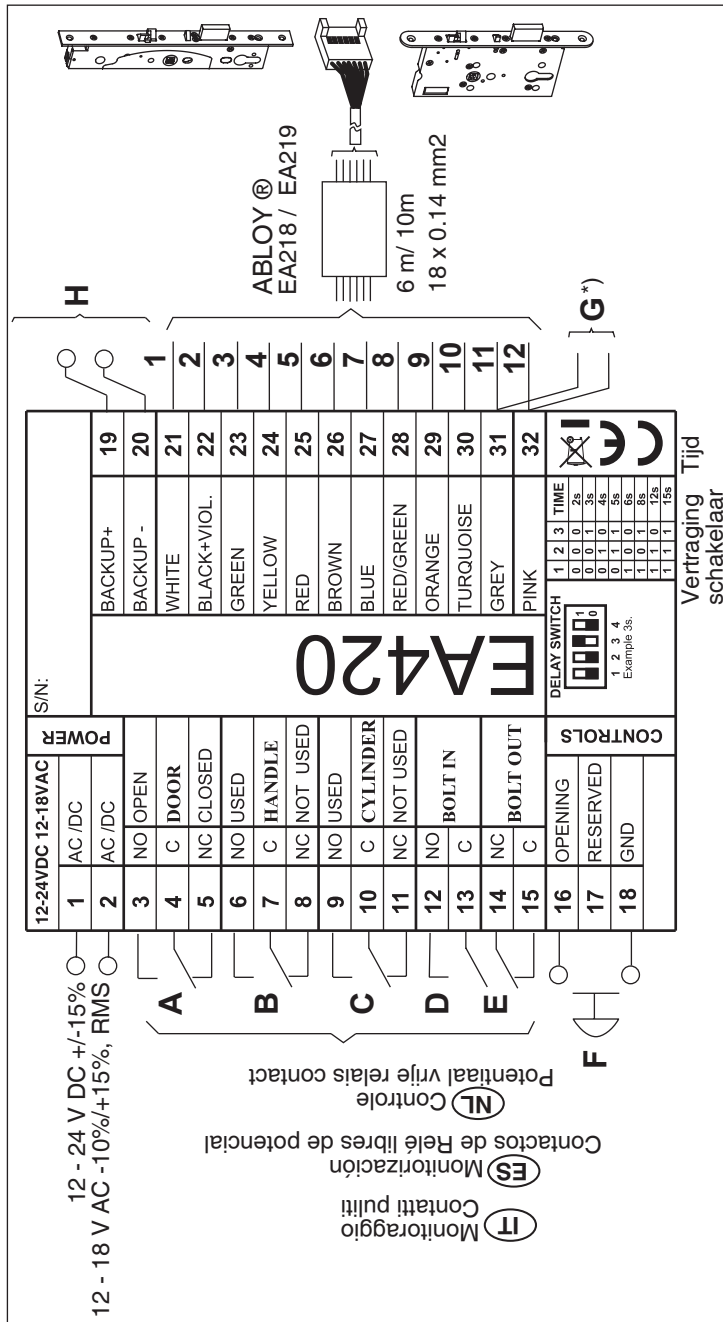 12 - 24 V DC +/-15%
12 - 18 V AC -10%/+15%, RMS
A
B
C
D
E
F
NL Controle
Potentiaal vrije relais contact
ES Monitorización
Contactos de Relé libres de potencial
IT Monitoraggio
Contatti puliti
12-24VDC 12-18VAC
POWER
S/N:
1 AC /DC
2 AC /DC
3 NO OPEN
4 C DOOR
5 NC CLOSED
6 NO USED
7 C HANDLE
8 NC NOT USED
9 NO USED
10 C CYLINDER
11 NC NOT USED
12 NO BOLT IN
13 C
14 NC BOLT OUT
15 C
16 OPENING
17 RESERVED
18 GND
CONTROLS
EA420
BACKUP+ 19
BACKUP - 20
WHITE 21 1
BLACK+VIOL. 22 2
GREEN 23 3
YELLOW 24 4
RED 25 5
BROWN 26 6
BLUE 27 7
RED/GREEN 28 8
ORANGE 29 9
TURQUOISE 30 10
GREY 31 11
PINK 32 12
DELAY SWITCH
1
0
1 2 3 4
Example 3s.
1 2 3 TIME
0 0 0 2s
0 0 1 3s
0 1 0 4s
0 1 1 5s
1 0 0 6s
1 0 1 8s
1 1 0 12s
1 1 1 15s
CE
Vertraging Tijd
schakelaar
H
G*)
ABLOY ®
EA218 / EA219
6 m/ 10m
18 x 0.14 mm2